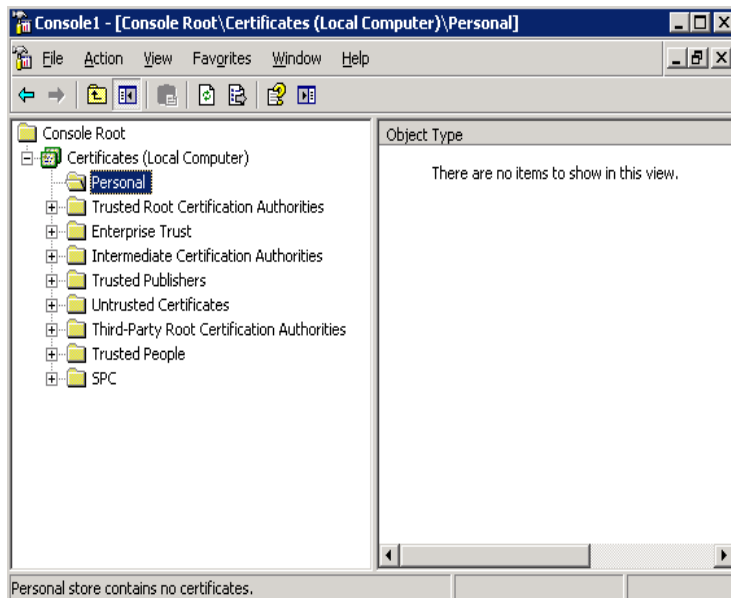 Console1 - [Console Root\Certificates (Local Computer)\Personal]
File Action View Favorites Window Help
Console Root
Certificates (Local Computer)
Personal
Trusted Root Certification Authorities
Enterprise Trust
Intermediate Certification Authorities
Trusted Publishers
Untrusted Certificates
Third-Party Root Certification Authorities
Trusted People
SPC
Object Type
There are no items to show in this view.
Personal store contains no certificates.